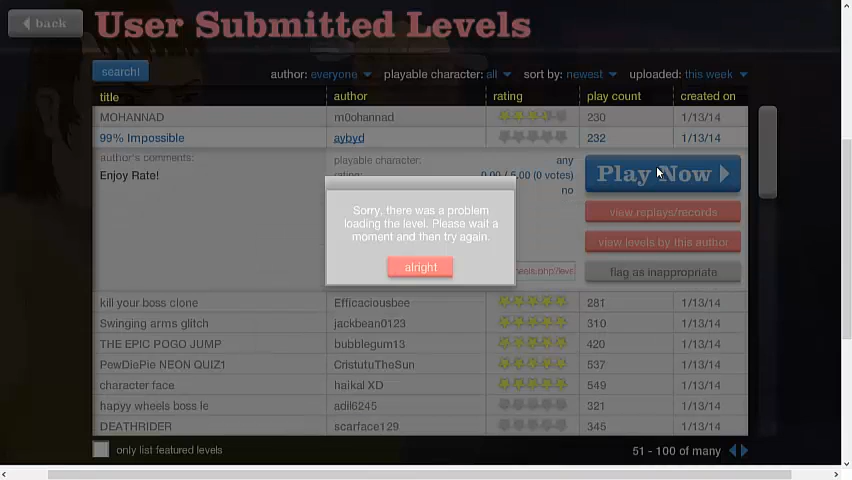 back
User Submitted Levels
search!
author: everyone playable character: all sort by: newest uploaded: this week
title author rating play count created on
MOHANNAD m0ohannad 230 1/13/14
99% Impossible aybyd 232 1/13/14
author's comments: playable character: any
Enjoy Rate! rating: 0.00 / 5.00 (0 votes)
no
Play Now
view replays/records
view levels by this author
flag as inappropriate
Sorry, there was a problem
loading the level. Please wait a
moment and then try again.
alright
kill your boss clone Efficaciousbee 281 1/13/14
Swinging arms glitch jackbean0123 310 1/13/14
THE EPIC POGO JUMP bubblegum13 420 1/13/14
PewDiePie NEON QUIZ1 CristutuTheSun 537 1/13/14
character face haikal XD 549 1/13/14
hapyy wheels boss le adil6245 321 1/13/14
DEATHRIDER scarface129 345 1/13/14
only list featured levels 51 - 100 of many